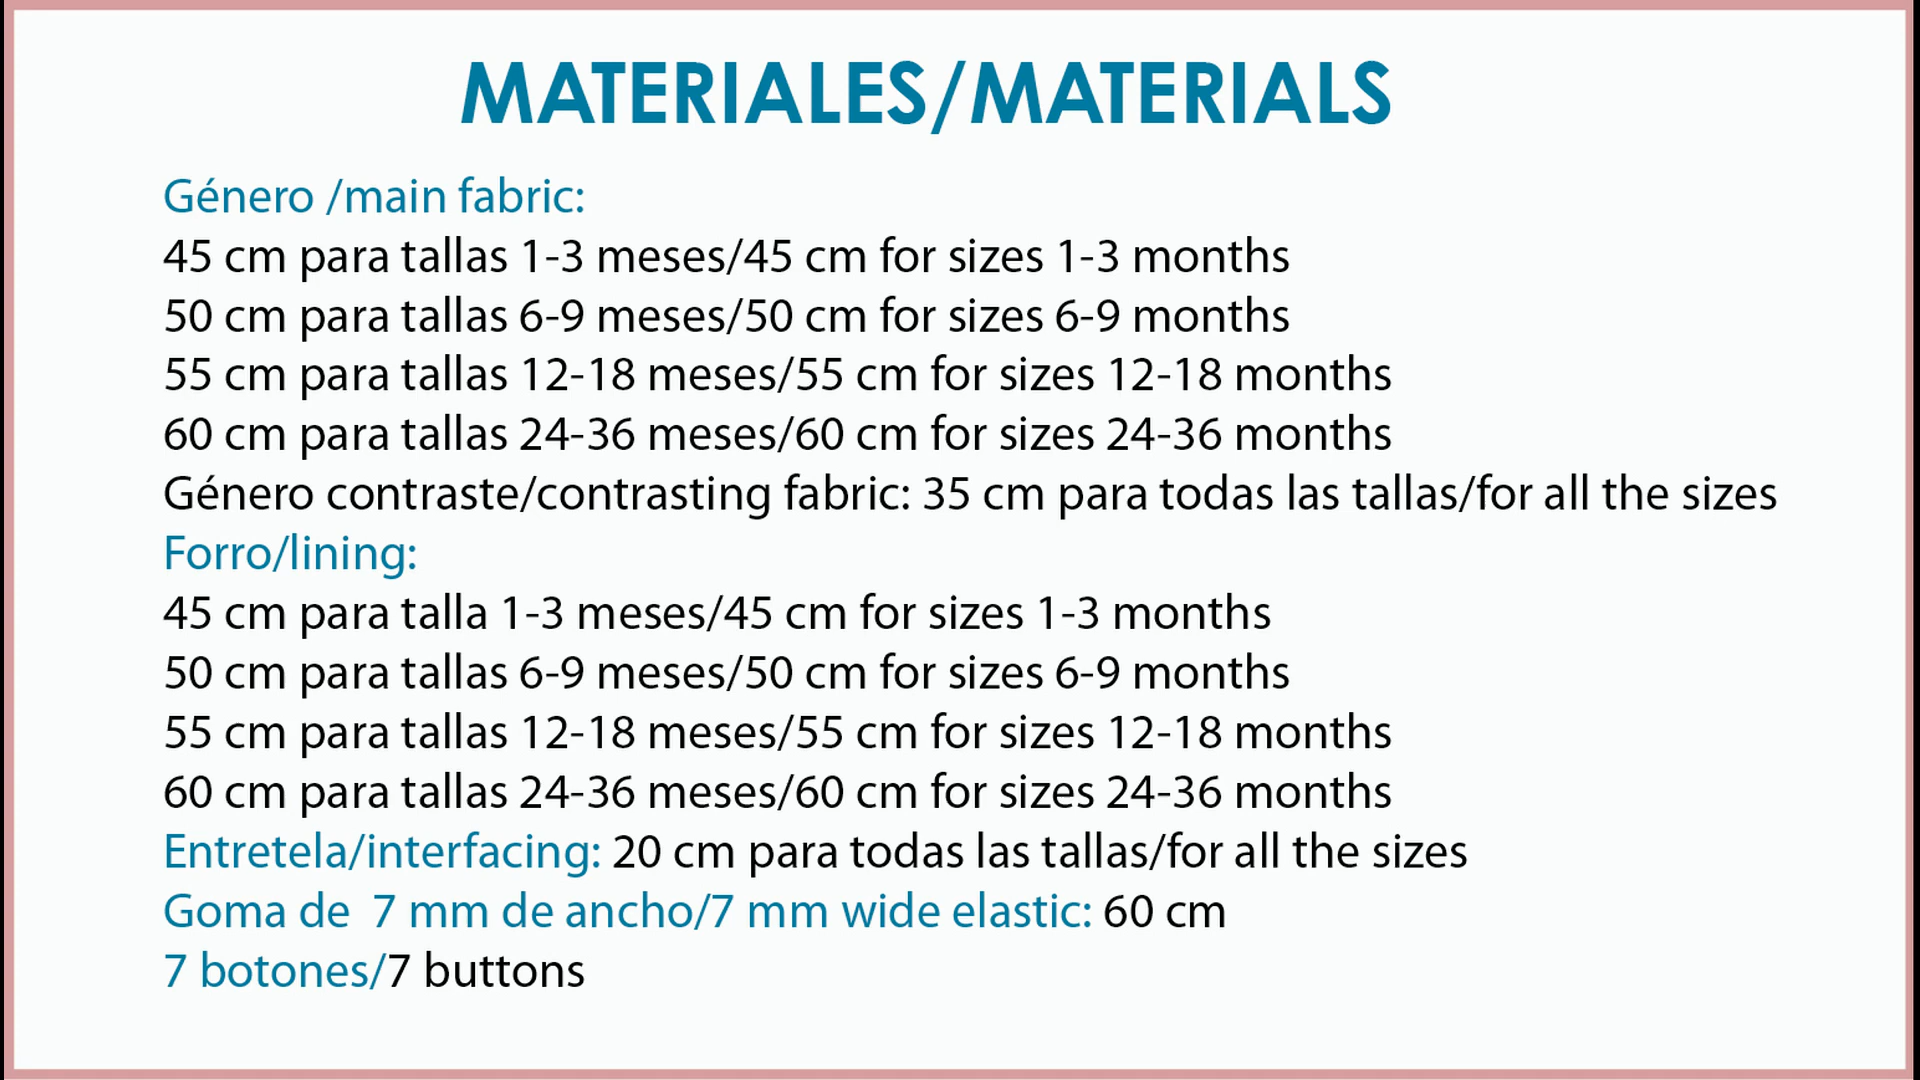 MATERIALES/MATERIALS
Género /main fabric:
45 cm para tallas 1-3 meses/45 cm for sizes 1-3 months
50 cm para tallas 6-9 meses/50 cm for sizes 6-9 months
55 cm para tallas 12-18 meses/55 cm for sizes 12-18 months
60 cm para tallas 24-36 meses/60 cm for sizes 24-36 months
Género contraste/contrasting fabric: 35 cm para todas las tallas/for all the sizes
Forro/lining:
45 cm para talla 1-3 meses/45 cm for sizes 1-3 months
50 cm para tallas 6-9 meses/50 cm for sizes 6-9 months
55 cm para tallas 12-18 meses/55 cm for sizes 12-18 months
60 cm para tallas 24-36 meses/60 cm for sizes 24-36 months
Entretela/interfacing: 20 cm para todas las tallas/for all the sizes
Goma de  7 mm de ancho/7 mm wide elastic: 60 cm
7 botones/7 buttons